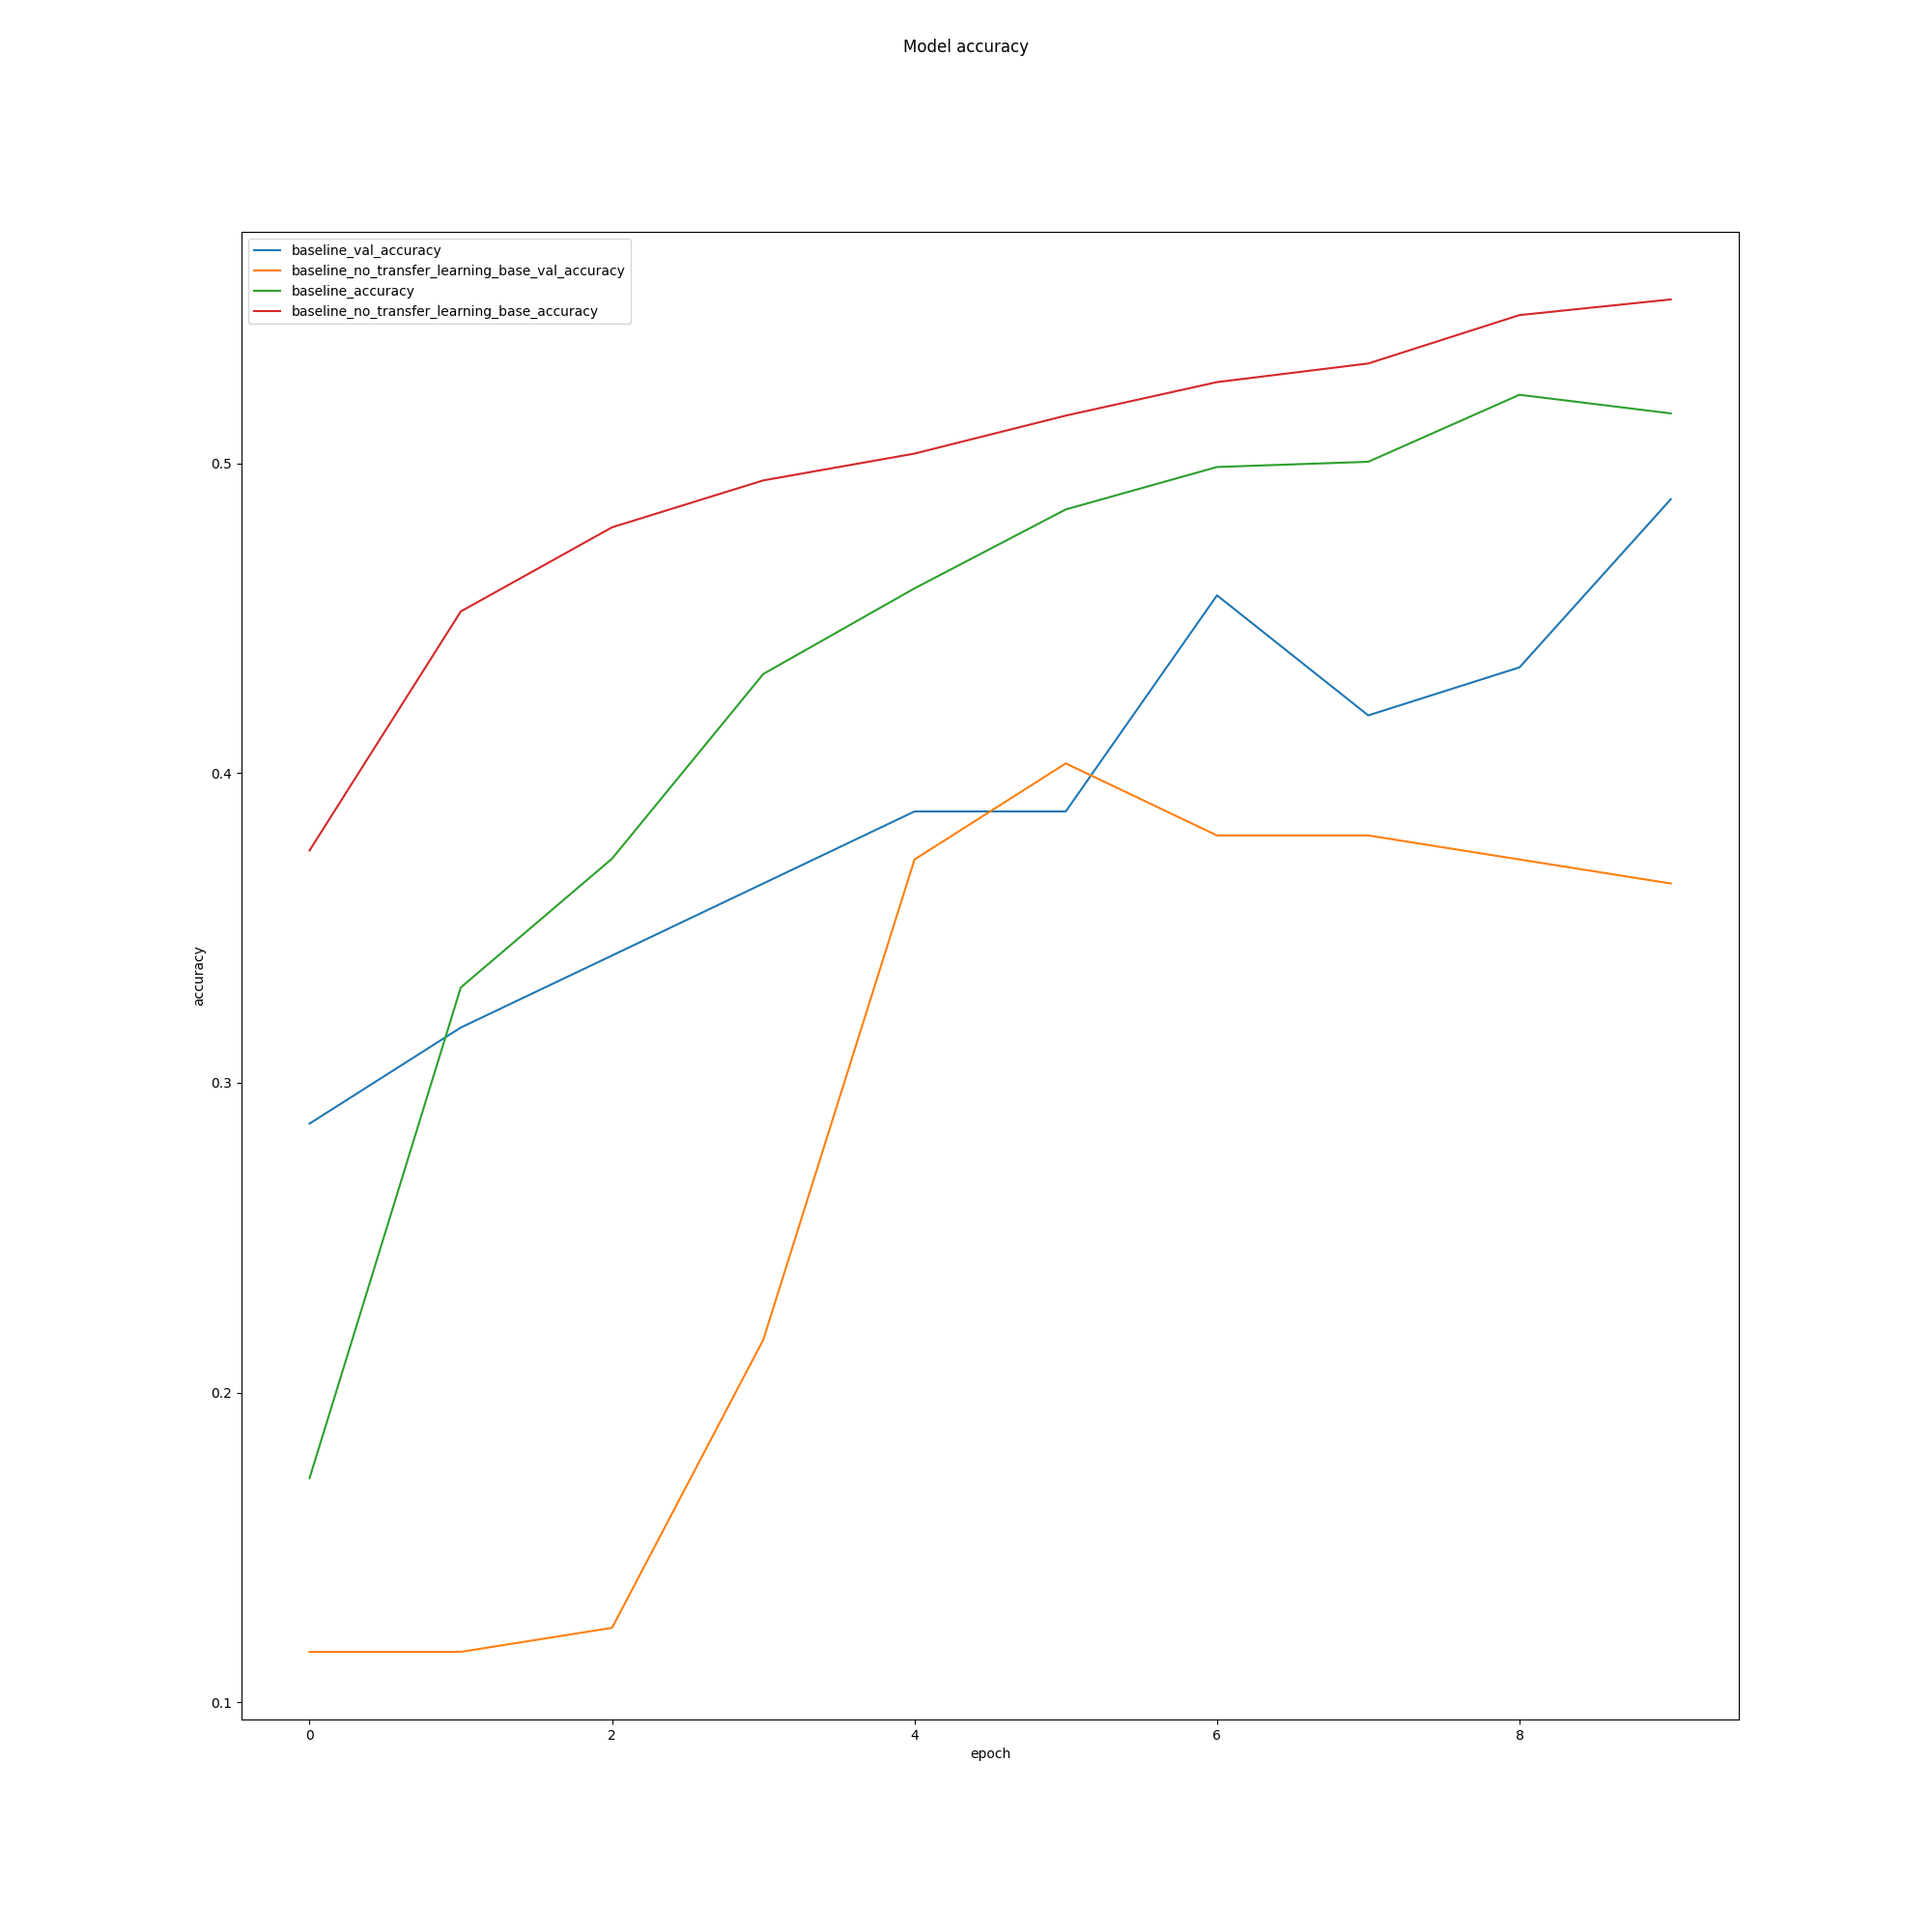 Model accuracy
baseline_val_accuracy
baseline_no_transfer_learning_base_val_accuracy
baseline_accuracy
baseline_no_transfer_learning_base_accuracy
0.5
0.4
0.3
0.2
0.1
accuracy
0 2 4 6 8
epoch